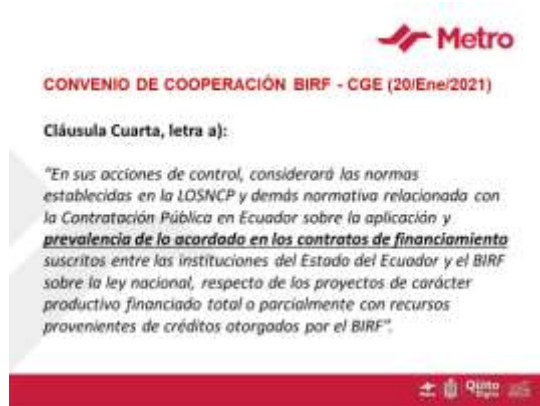 Metro
CONVENIO DE COOPERACIÓN BIRF - CGE (20/Ene/2021)
Cláusula Cuarta, letra a):
"En sus acciones de control, considerará las normas
establecidas en la LOSNCP y demás normativa relacionada con
la Contratación Pública en Ecuador sobre la aplicación y
prevalencia de lo acordado en los contratos de financiamiento
suscritos entre las instituciones del Estado del Ecuador y el BIRF
sobre la ley nacional, respecto de los proyectos de carácter
productivo financiado total o parcialmente con recursos
provenientes de créditos otorgados por el BIRF".
Quito